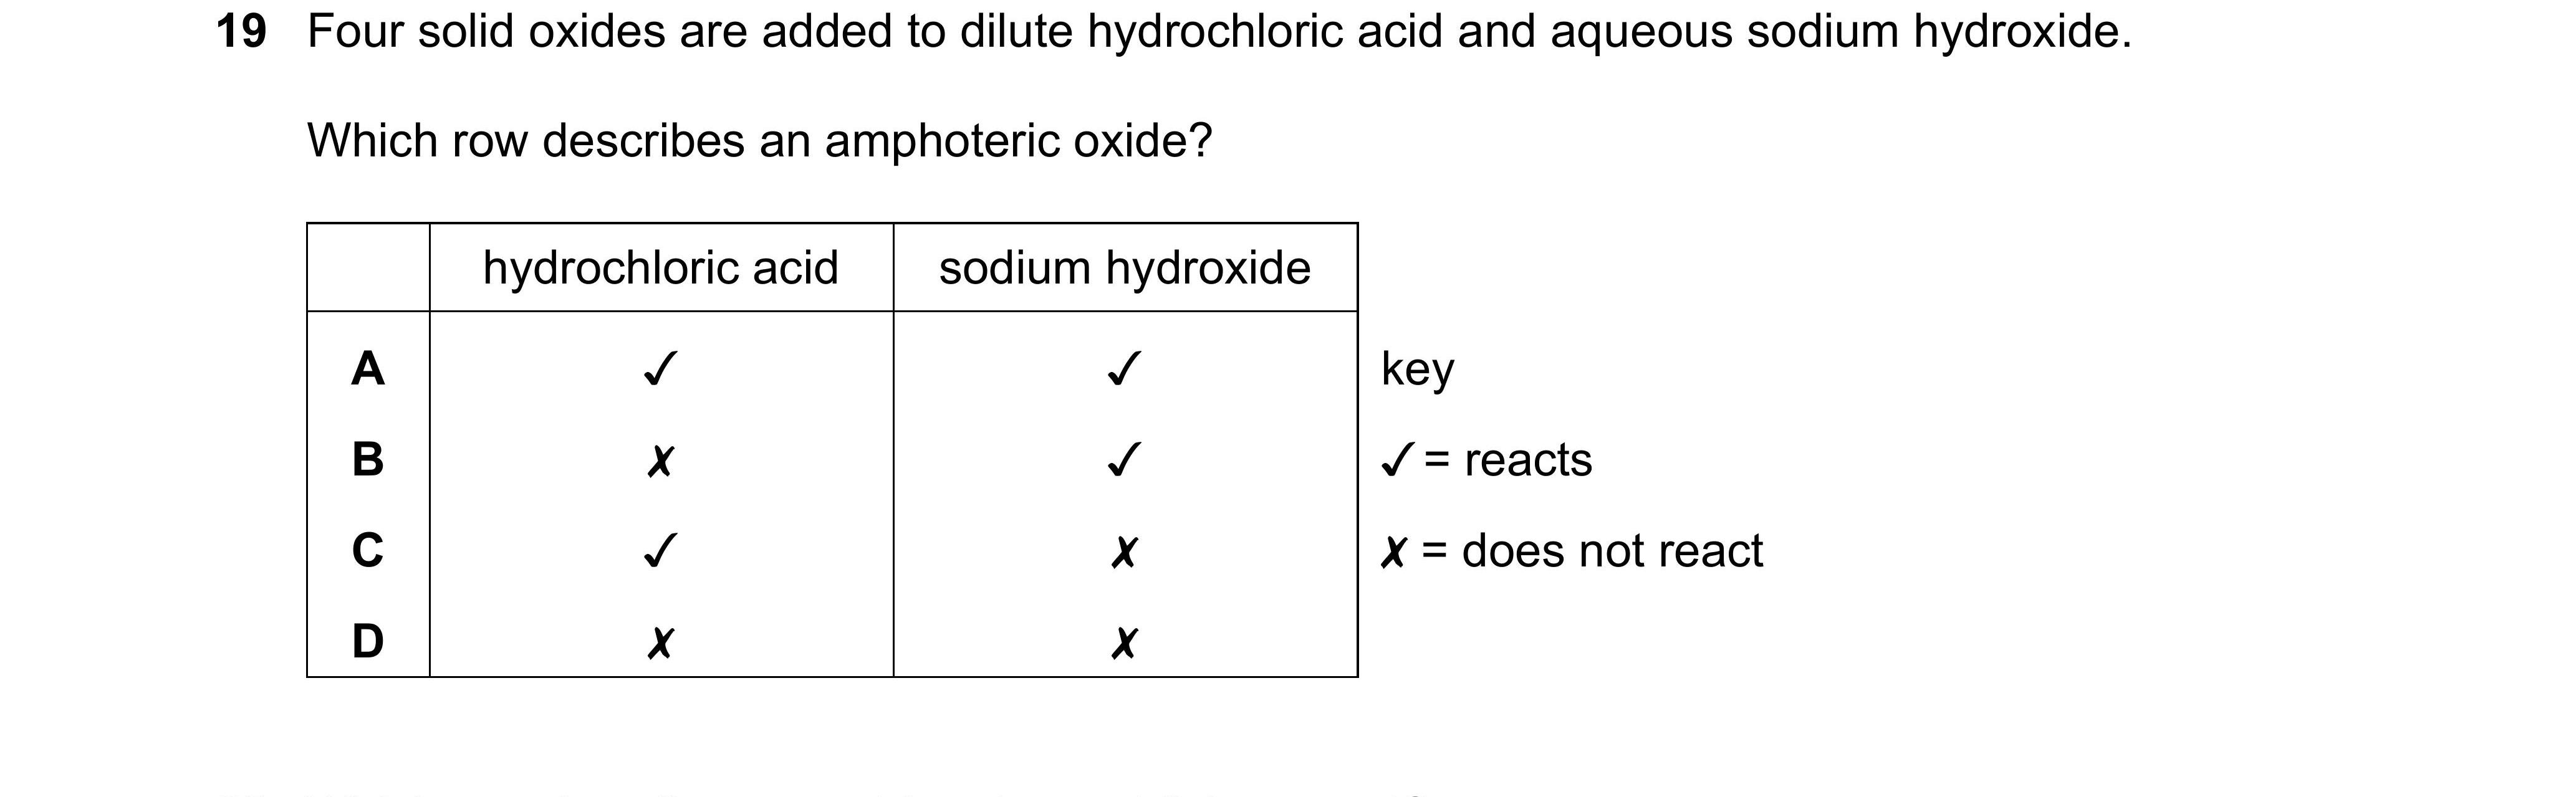 19 Four solid oxides are added to dilute hydrochloric acid and aqueous sodium hydroxide.
Which row describes an amphoteric oxide?
hydrochloric acid sodium hydroxide
A ✓ ✓ key
B ✗ ✓ ✓ = reacts
C ✓ ✗ ✗ = does not react
D ✗ ✗